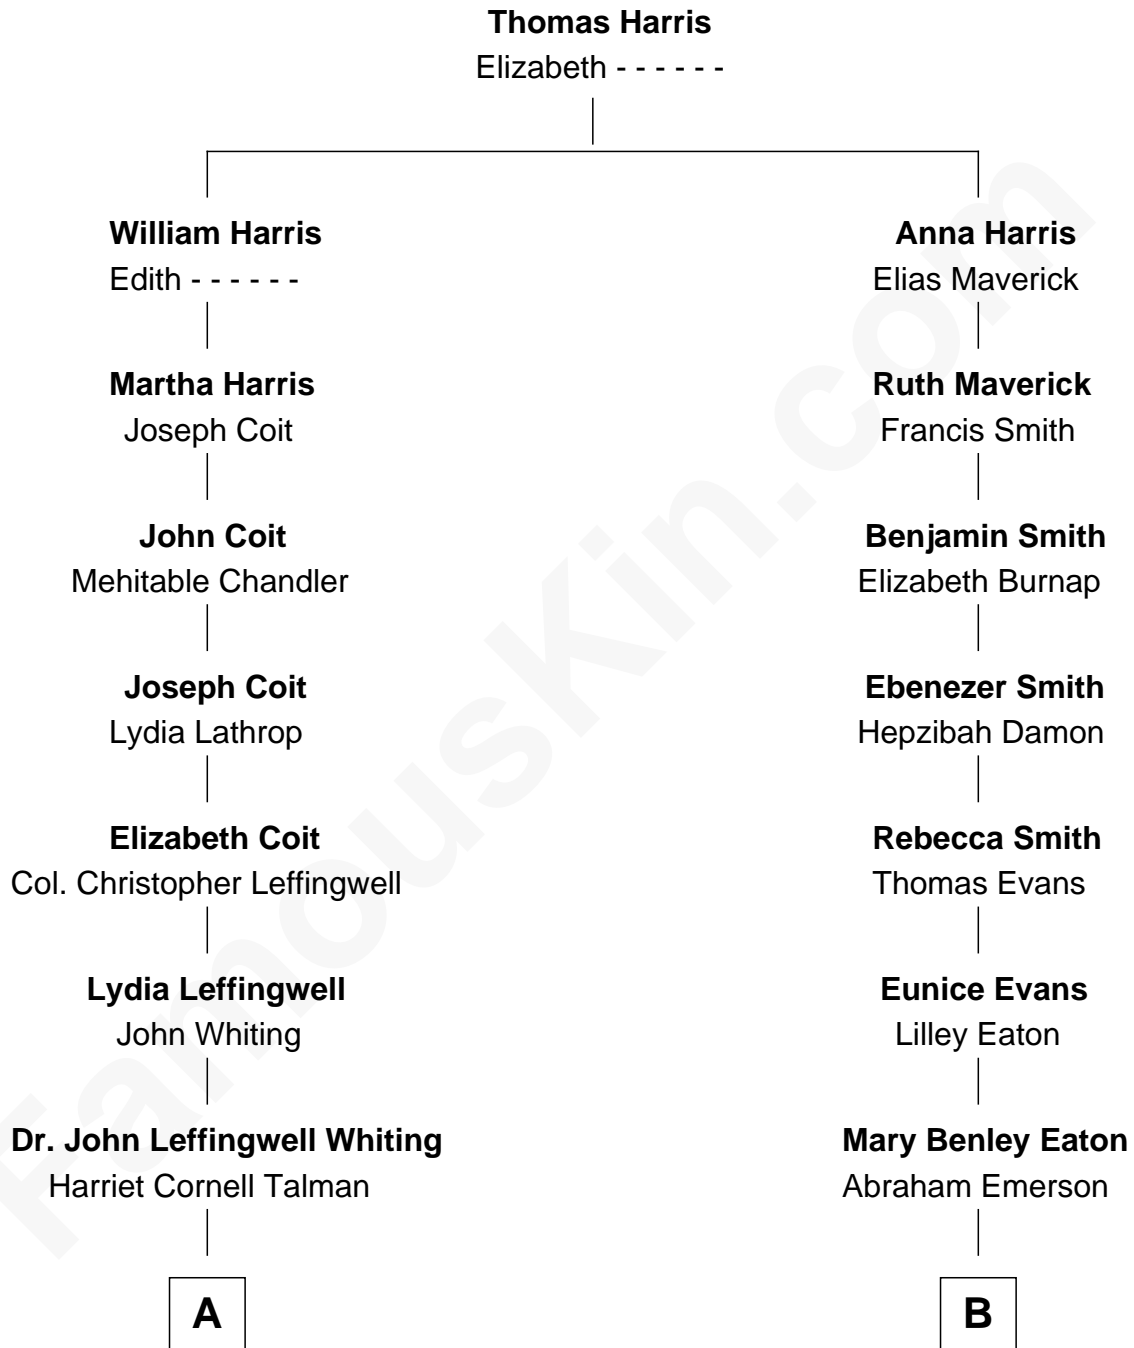 Thomas Harris
Elizabeth - - - - - -
William Harris
Edith - - - - - -
Martha Harris
Joseph Coit
John Coit
Mehitable Chandler
Joseph Coit
Lydia Lathrop
Elizabeth Coit
Col. Christopher Leffingwell
Lydia Leffingwell
John Whiting
Dr. John Leffingwell Whiting
Harriet Cornell Talman
A
Anna Harris
Elias Maverick
Ruth Maverick
Francis Smith
Benjamin Smith
Elizabeth Burnap
Ebenezer Smith
Hepzibah Damon
Rebecca Smith
Thomas Evans
Eunice Evans
Lilley Eaton
Mary Benley Eaton
Abraham Emerson
B
FamousKin.com